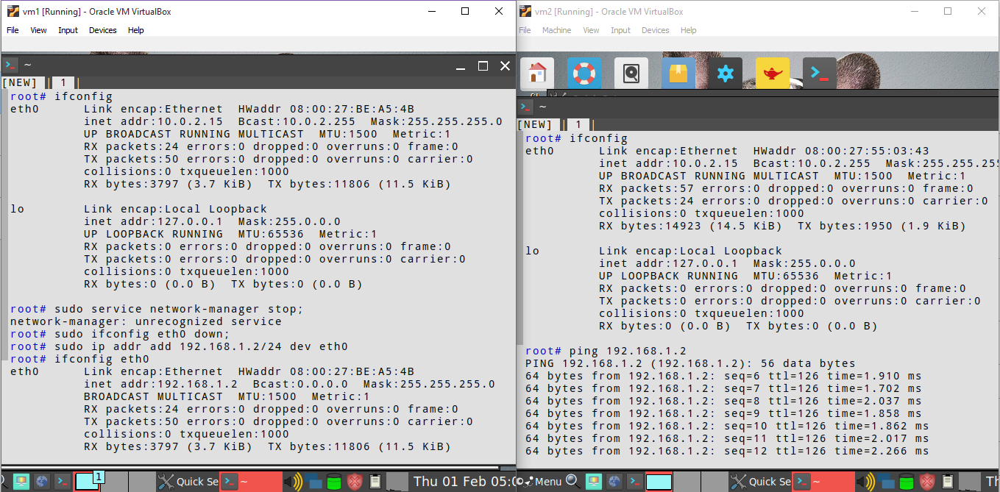 vm1 [Running] - Oracle VM VirtualBox
File View Input Devices Help
~
[NEW] | 1 |
root# ifconfig
eth0 Link encap:Ethernet HWaddr 08:00:27:BE:A5:4B
inet addr:10.0.2.15 Bcast:10.0.2.255 Mask:255.255.255.0
UP BROADCAST RUNNING MULTICAST MTU:1500 Metric:1
RX packets:24 errors:0 dropped:0 overruns:0 frame:0
TX packets:50 errors:0 dropped:0 overruns:0 carrier:0
collisions:0 txqueuelen:1000
RX bytes:3797 (3.7 KiB) TX bytes:11806 (11.5 KiB)
lo Link encap:Local Loopback
inet addr:127.0.0.1 Mask:255.0.0.0
UP LOOPBACK RUNNING MTU:65536 Metric:1
RX packets:0 errors:0 dropped:0 overruns:0 frame:0
TX packets:0 errors:0 dropped:0 overruns:0 carrier:0
collisions:0 txqueuelen:1000
RX bytes:0 (0.0 B) TX bytes:0 (0.0 B)
root# sudo service network-manager stop;
network-manager: unrecognized service
root# sudo ifconfig eth0 down;
root# sudo ip addr add 192.168.1.2/24 dev eth0
root# ifconfig eth0
eth0 Link encap:Ethernet HWaddr 08:00:27:BE:A5:4B
inet addr:192.168.1.2 Bcast:0.0.0.0 Mask:255.255.255.0
BROADCAST MULTICAST MTU:1500 Metric:1
RX packets:24 errors:0 dropped:0 overruns:0 frame:0
TX packets:50 errors:0 dropped:0 overruns:0 carrier:0
collisions:0 txqueuelen:1000
RX bytes:3797 (3.7 KiB) TX bytes:11806 (11.5 KiB)
1 Quick Se ~ Thu 01 Feb 05:0
vm2 [Running] - Oracle VM VirtualBox
File Machine View Input Devices Help
~
[NEW] | 1 |
root# ifconfig
eth0 Link encap:Ethernet HWaddr 08:00:27:55:03:43
inet addr:10.0.2.15 Bcast:10.0.2.255 Mask:255.255.25
UP BROADCAST RUNNING MULTICAST MTU:1500 Metric:1
RX packets:57 errors:0 dropped:0 overruns:0 frame:0
TX packets:24 errors:0 dropped:0 overruns:0 carrier:0
collisions:0 txqueuelen:1000
RX bytes:14923 (14.5 KiB) TX bytes:1950 (1.9 KiB)
lo Link encap:Local Loopback
inet addr:127.0.0.1 Mask:255.0.0.0
UP LOOPBACK RUNNING MTU:65536 Metric:1
RX packets:0 errors:0 dropped:0 overruns:0 frame:0
TX packets:0 errors:0 dropped:0 overruns:0 carrier:0
collisions:0 txqueuelen:1000
RX bytes:0 (0.0 B) TX bytes:0 (0.0 B)
root# ping 192.168.1.2
PING 192.168.1.2 (192.168.1.2): 56 data bytes
64 bytes from 192.168.1.2: seq=6 ttl=126 time=1.910 ms
64 bytes from 192.168.1.2: seq=7 ttl=126 time=1.702 ms
64 bytes from 192.168.1.2: seq=8 ttl=126 time=2.037 ms
64 bytes from 192.168.1.2: seq=9 ttl=126 time=1.858 ms
64 bytes from 192.168.1.2: seq=10 ttl=126 time=1.862 ms
64 bytes from 192.168.1.2: seq=11 ttl=126 time=2.017 ms
64 bytes from 192.168.1.2: seq=12 ttl=126 time=2.266 ms
Menu Quick Se ~ Th